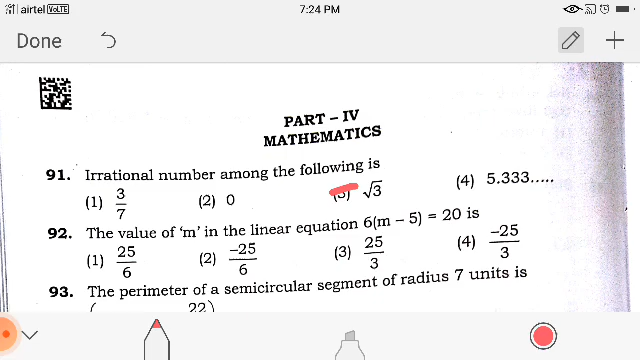 airtel VoLTE 7:24 PM
Done
PART – IV
MATHEMATICS
91. Irrational number among the following is
(1) 3/7 (2) 0 (3) √3 (4) 5.333.....
92. The value of 'm' in the linear equation 6(m – 5) = 20 is
(1) 25/6 (2) –25/6 (3) 25/3 (4) –25/3
93. The perimeter of a semicircular segment of radius 7 units is
( 22 )